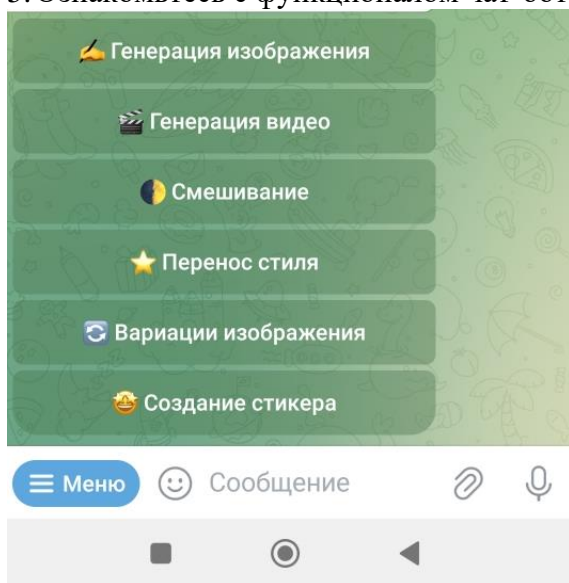 ✍️ Генерация изображения
🎬 Генерация видео
🌓 Смешивание
⭐ Перенос стиля
🔄 Вариации изображения
🤩 Создание стикера
Меню Сообщение